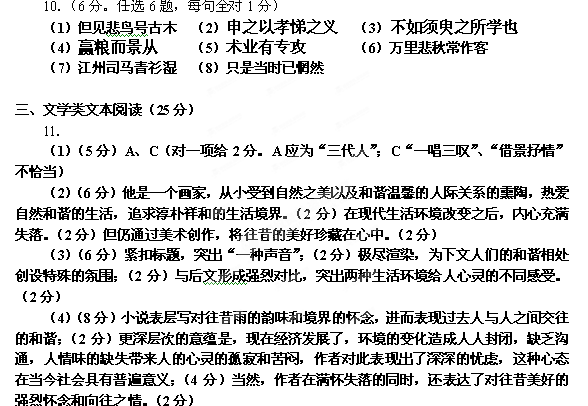 10.（6分。任选6题，每句全对1分）
（1）但见悲鸟号古木 （2）申之以孝悌之义 （3）不如须臾之所学也
（4）赢粮而景从 （5）术业有专攻 （6）万里悲秋常作客
（7）江州司马青衫湿 （8）只是当时已惘然
三、文学类文本阅读（25分）
11.
（1）（5分）A、C（对一项给2分。A应为“三代人”；C“一唱三叹”、“借景抒情”
不恰当）
（2）（6分）他是一个画家，从小受到自然之美以及和谐温馨的人际关系的熏陶，热爱
自然和谐的生活，追求淳朴祥和的生活境界。（2分）在现代生活环境改变之后，内心充满
失落。（2分）但仍通过美术创作，将往昔的美好珍藏在心中。（2分）
（3）（6分）紧扣标题，突出“一种声音”；（2分）极尽渲染，为下文人们的和谐相处
创设特殊的氛围；（2分）与后文形成强烈对比，突出两种生活环境给人心灵的不同感受。
（2分）
（4）（8分）小说表层写对往昔雨的韵味和境界的怀念，进而表现过去人与人之间交往
的和谐；（2分）更深层次的意蕴是，现在经济发展了，环境的变化造成人人封闭，缺乏沟
通，人情味的缺失带来人的心灵的孤寂和苦闷，作者对此表现出了深深的忧虑，这种心态
在当今社会具有普遍意义；（4分）当然，作者在满怀失落的同时，还表达了对往昔美好的
强烈怀念和向往之情。（2分）